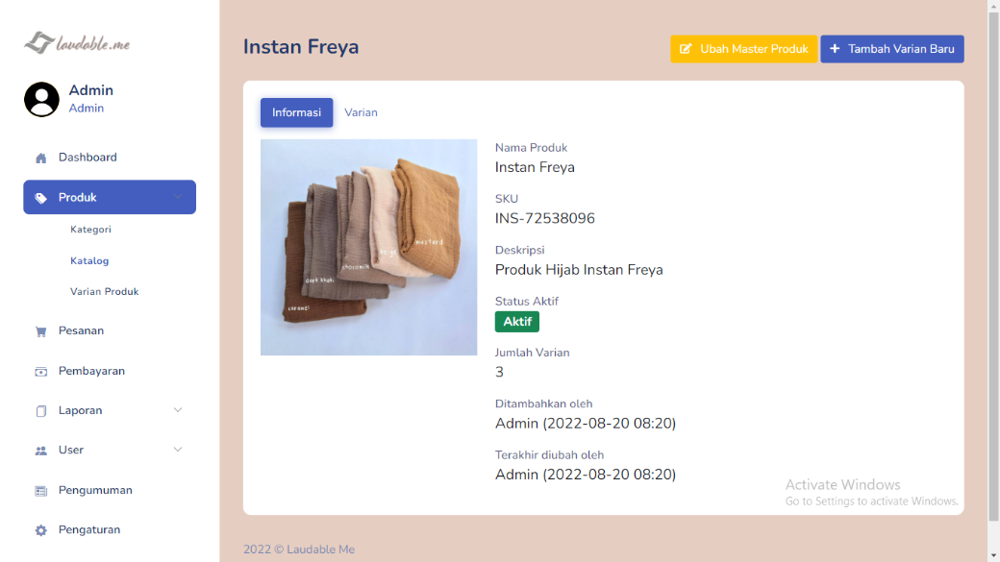 laudable.me
Admin
Admin
Dashboard
Produk
Kategori
Katalog
Varian Produk
Pesanan
Pembayaran
Laporan
User
Pengumuman
Pengaturan
Instan Freya
Ubah Master Produk
Tambah Varian Baru
Informasi
Varian
caramel
dark khaki
chocomilk
beige
mustard
Nama Produk
Instan Freya
SKU
INS-72538096
Deskripsi
Produk Hijab Instan Freya
Status Aktif
Aktif
Jumlah Varian
3
Ditambahkan oleh
Admin (2022-08-20 08:20)
Terakhir diubah oleh
Admin (2022-08-20 08:20)
Activate Windows
Go to Settings to activate Windows.
2022 © Laudable Me